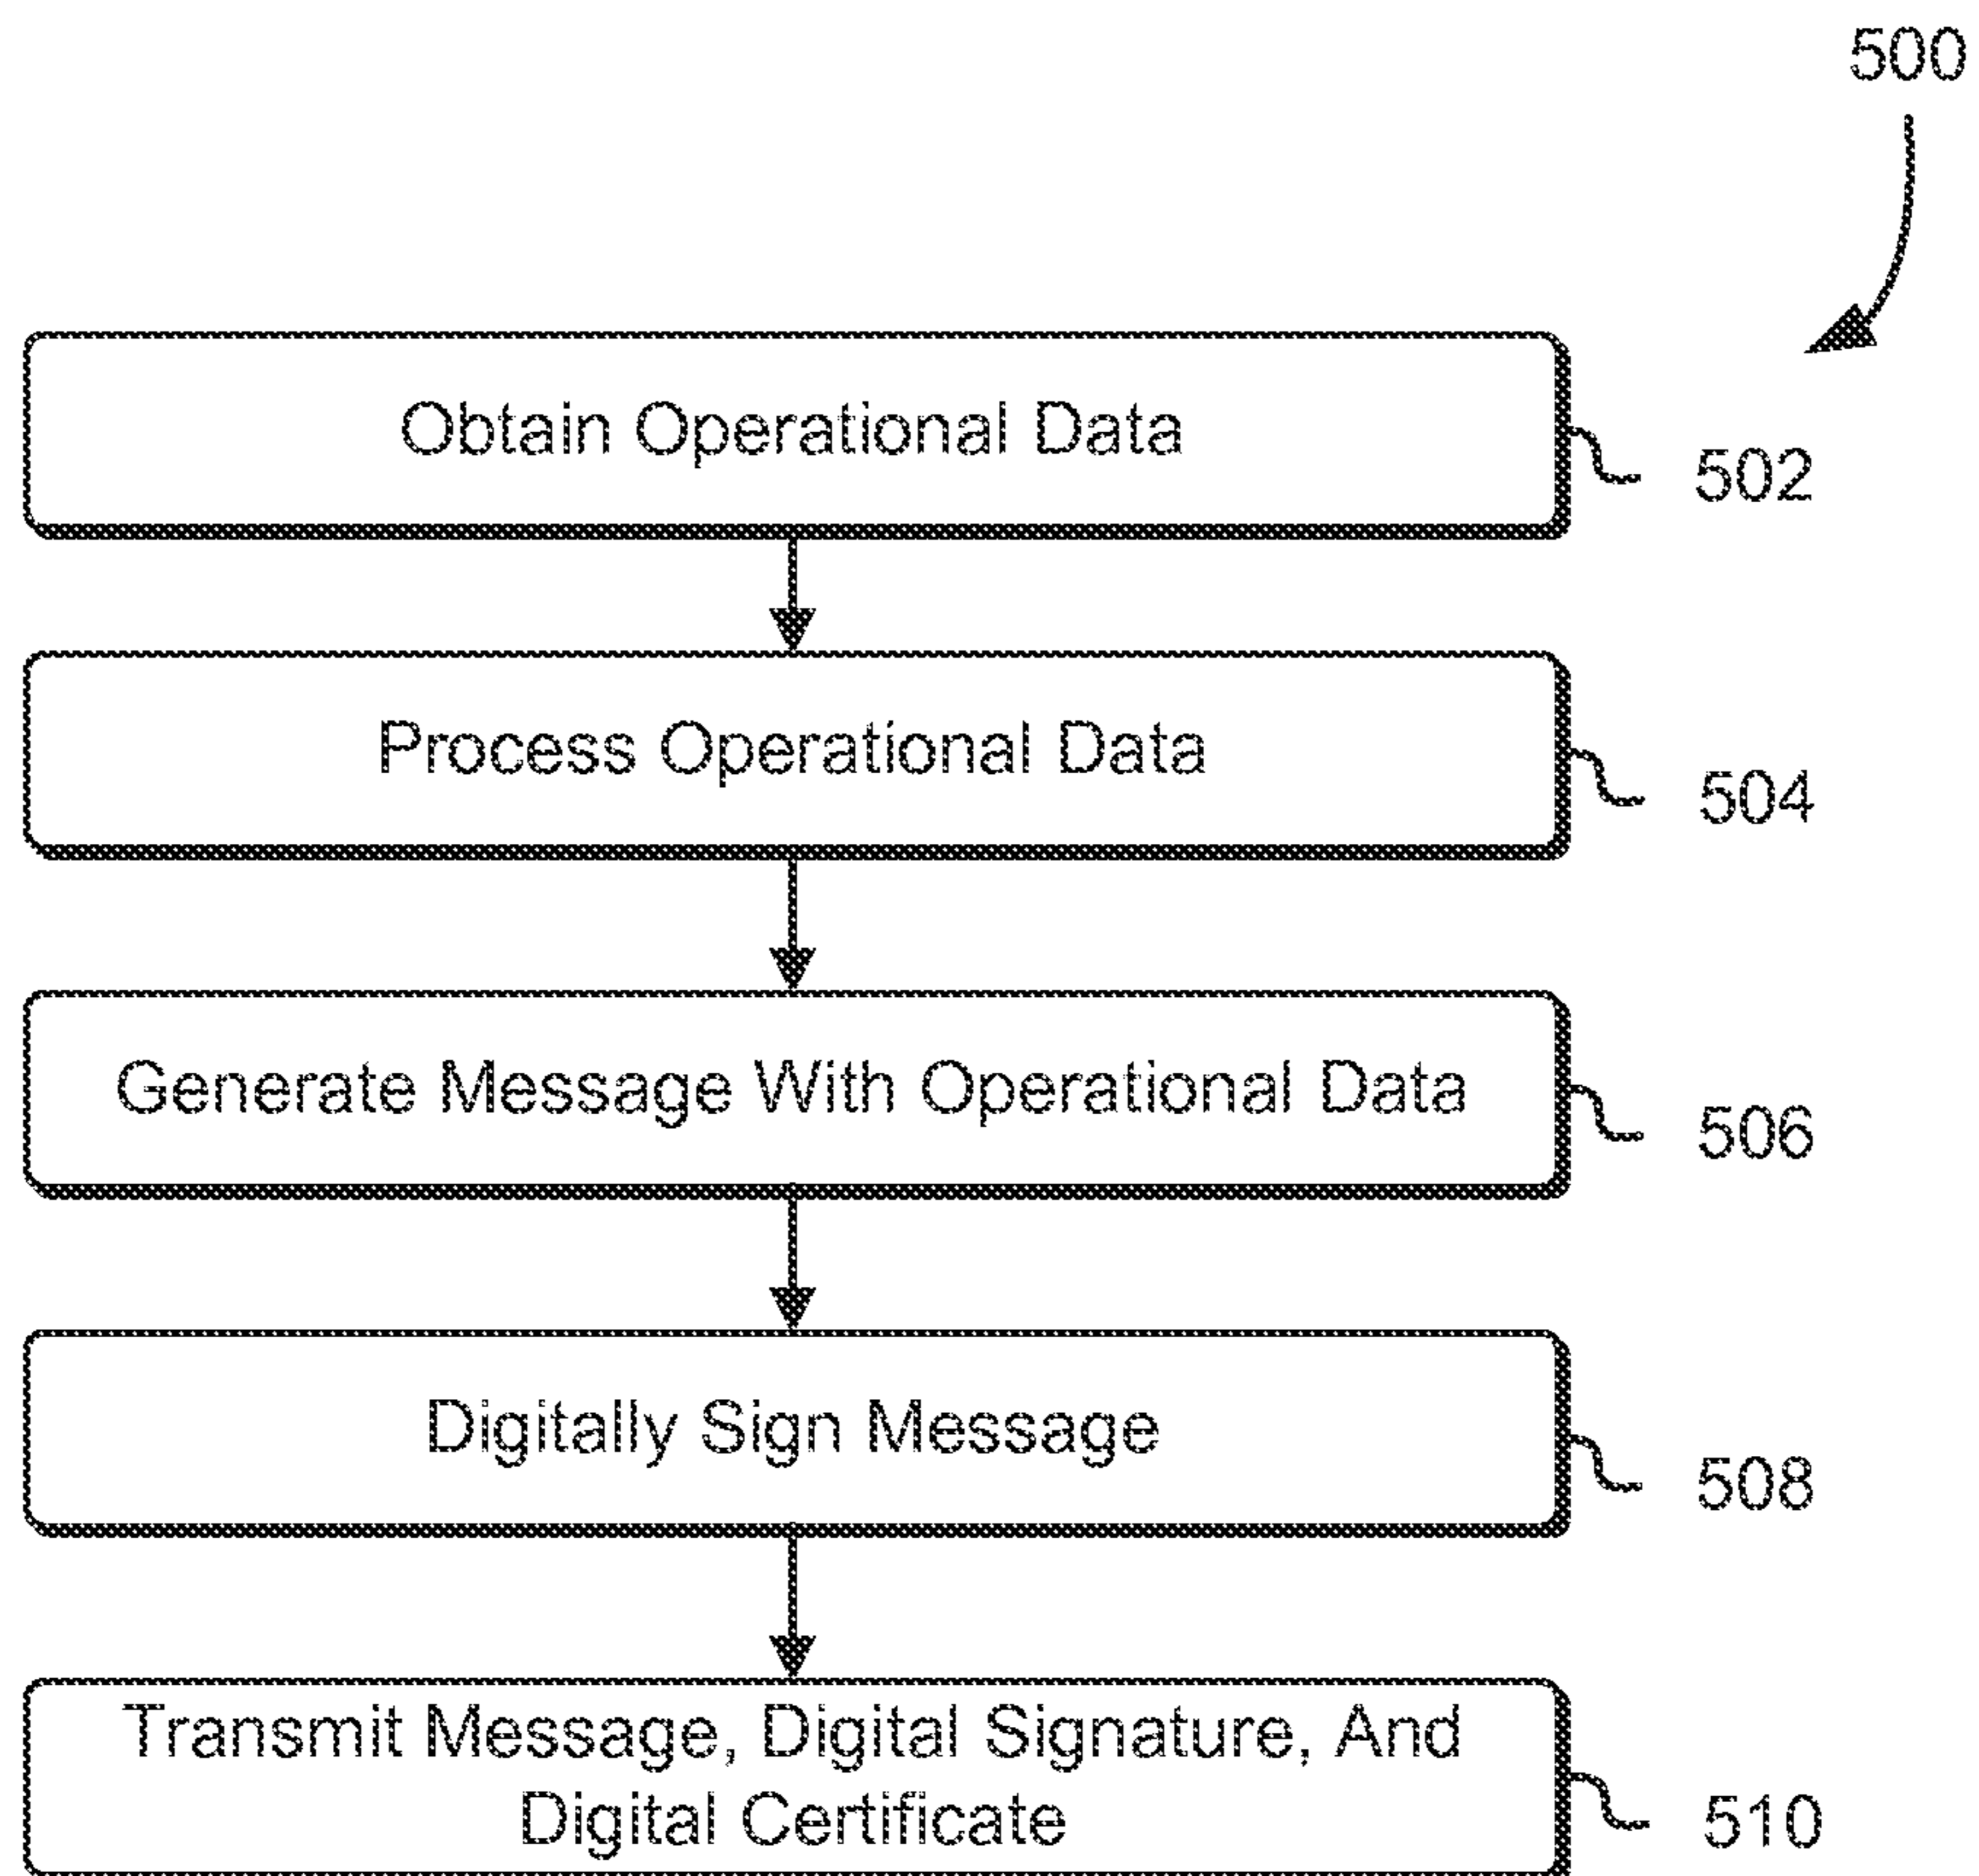 500
Obtain Operational Data
502
Process Operational Data
504
Generate Message With Operational Data
506
Digitally Sign Message
508
Transmit Message, Digital Signature, And
Digital Certificate
510